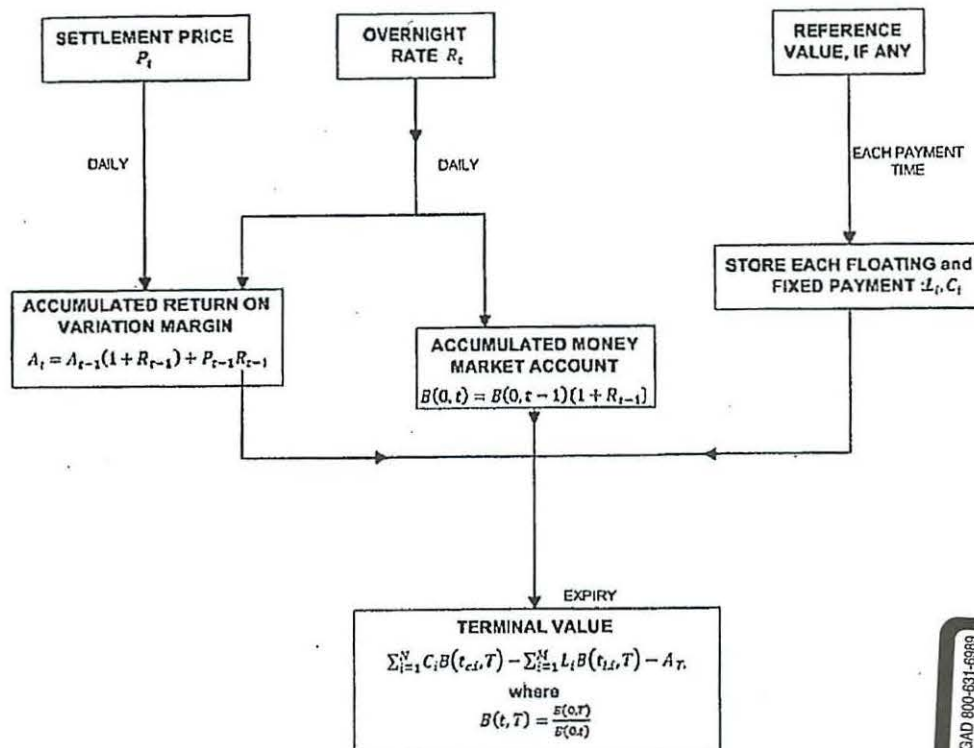 SETTLEMENT PRICE
P_t
OVERNIGHT
RATE R_t
REFERENCE
VALUE, IF ANY
DAILY
DAILY
EACH PAYMENT
TIME
ACCUMULATED RETURN ON
VARIATION MARGIN
A_t = A_{t-1}(1 + R_{t-1}) + P_{t-1}R_{t-1}
ACCUMULATED MONEY
MARKET ACCOUNT
B(0, t) = B(0, t - 1)(1 + R_{t-1}]
STORE EACH FLOATING and
FIXED PAYMENT :L_i, C_i
EXPIRY
TERMINAL VALUE
∑_{i=1}^{N} C_i B(t_{c,i}, T) - ∑_{i=1}^{M} L_i B(t_{l,i}, T) - A_T,
where
B(t, T) = B(0,T)/B(0,t)
GAD 800-631-6989